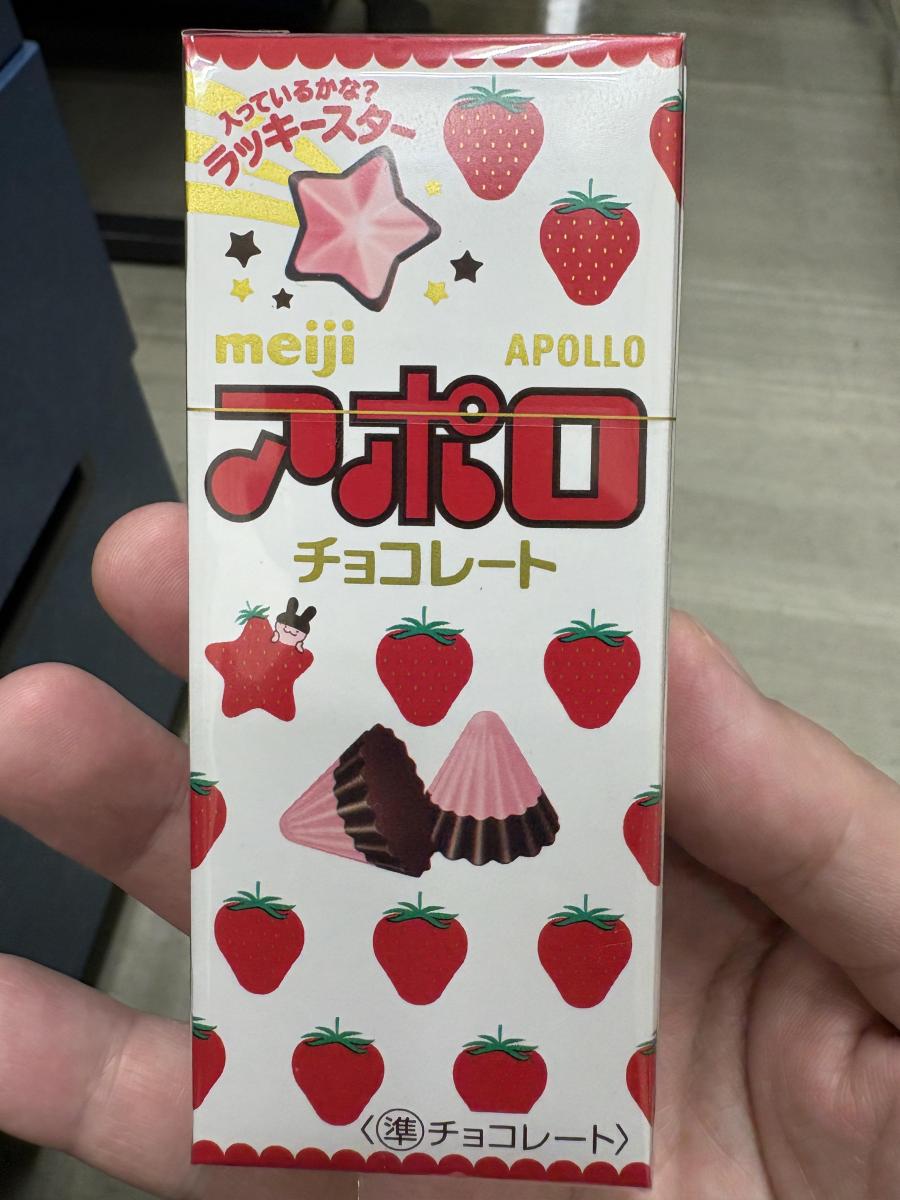 入っているかな?
ラッキースター
meiji APOLLO
アポロ
チョコレート
〈㊜チョコレート〉